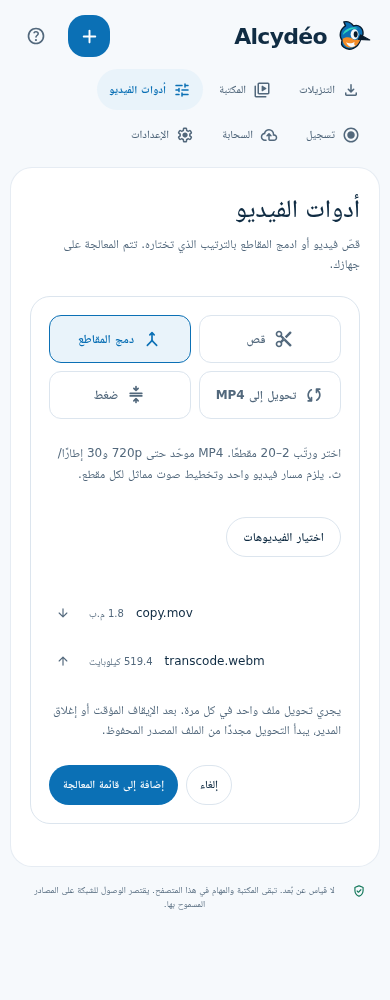 Alcydéo
التنزيلات
المكتبة
أدوات الفيديو
تسجيل
السحابة
الإعدادات
أدوات الفيديو
قصّ فيديو أو ادمج المقاطع بالترتيب الذي تختاره. تتم المعالجة على
جهازك.
قص
دمج المقاطع
تحويل إلى MP4
ضغط
اختر ورتّب 2–20 مقطعًا. MP4 موحّد حتى 720p و30 إطارًا/
ث. يلزم مسار فيديو واحد وتخطيط صوت مماثل لكل مقطع.
اختيار الفيديوهات
copy.mov 1.8 م.ب
transcode.webm 519.4 كيلوبايت
يجري تحويل ملف واحد في كل مرة. بعد الإيقاف المؤقت أو إغلاق
المدير، يبدأ التحويل مجددًا من الملف المصدر المحفوظ.
إلغاء
إضافة إلى قائمة المعالجة
لا قياس عن بُعد. تبقى المكتبة والمهام في هذا المتصفح. يقتصر الوصول للشبكة على المصادر
المسموح بها.